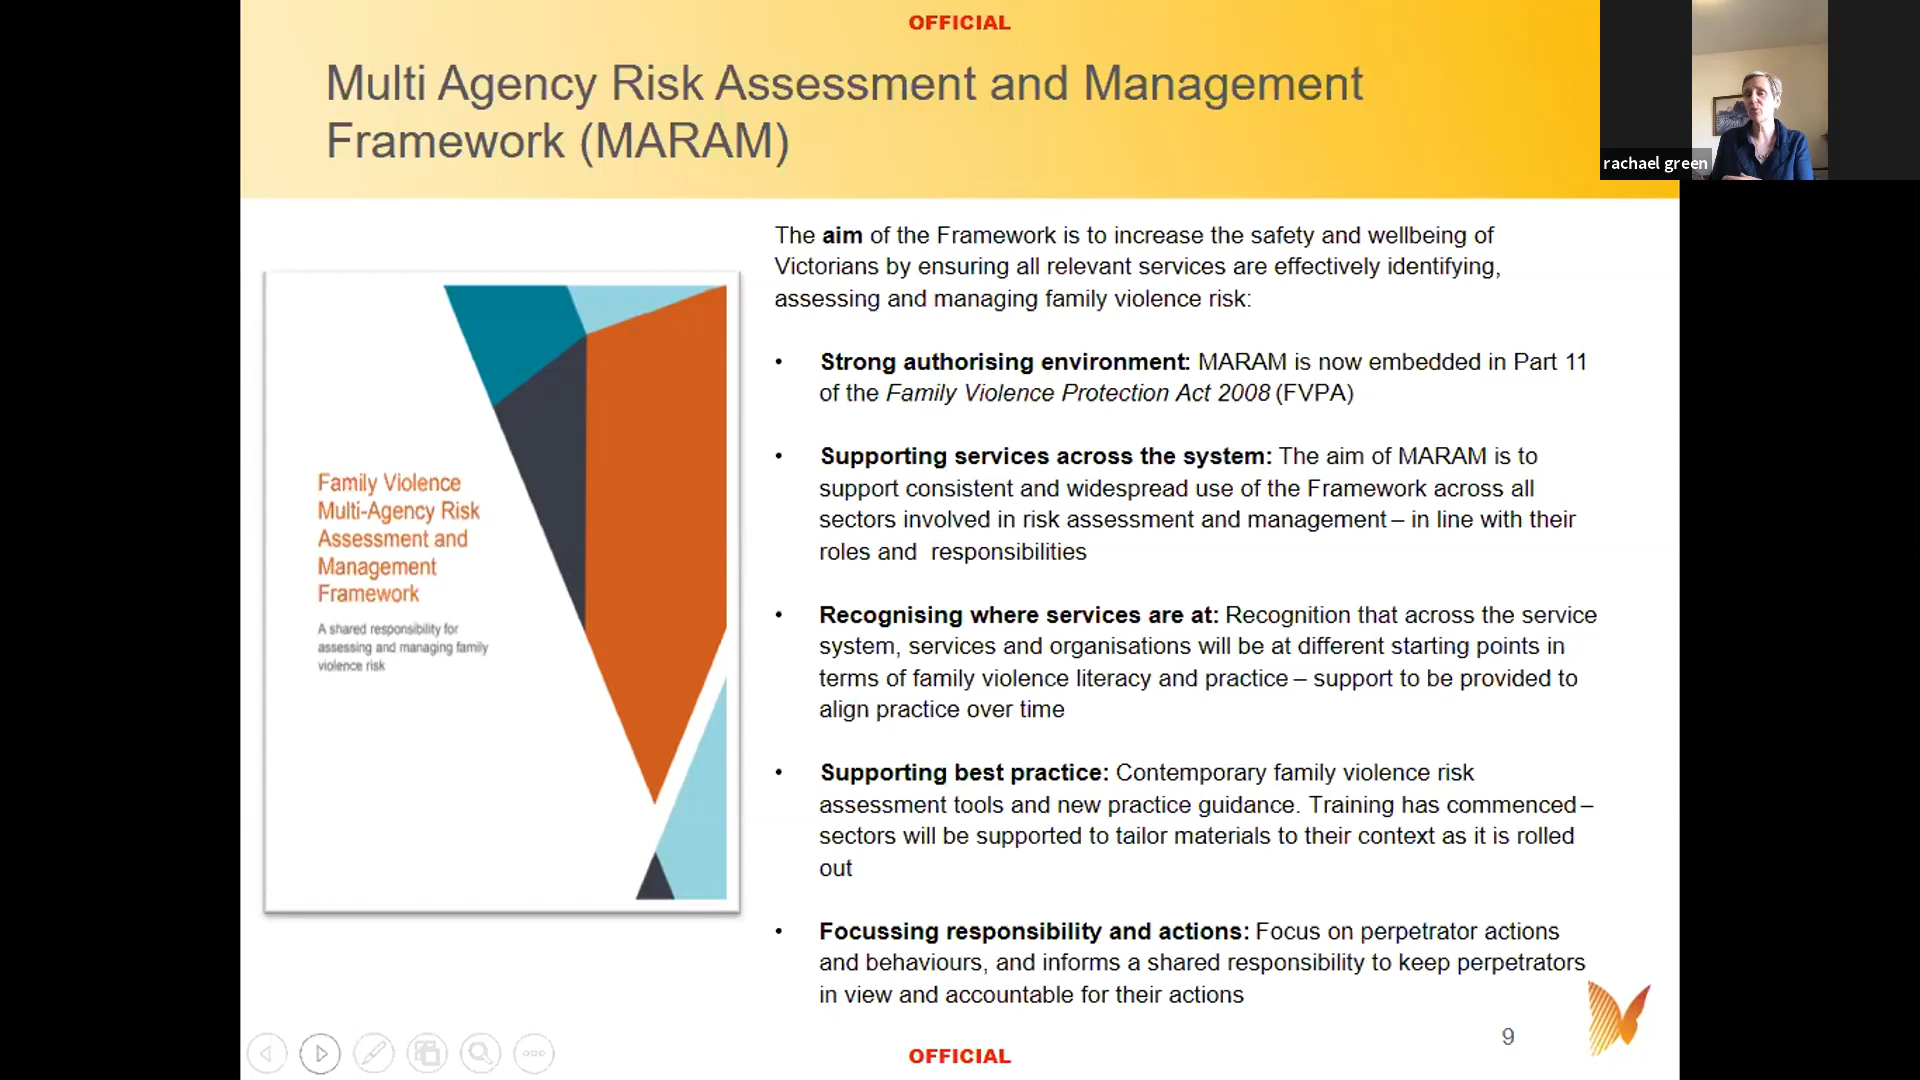 OFFICIAL
Multi Agency Risk Assessment and Management
Framework (MARAM)
rachael green
The aim of the Framework is to increase the safety and wellbeing of
Victorians by ensuring all relevant services are effectively identifying,
assessing and managing family violence risk:
• Strong authorising environment: MARAM is now embedded in Part 11
of the Family Violence Protection Act 2008 (FVPA)
• Supporting services across the system: The aim of MARAM is to
support consistent and widespread use of the Framework across all
sectors involved in risk assessment and management – in line with their
roles and responsibilities
• Recognising where services are at: Recognition that across the service
system, services and organisations will be at different starting points in
terms of family violence literacy and practice – support to be provided to
align practice over time
• Supporting best practice: Contemporary family violence risk
assessment tools and new practice guidance. Training has commenced –
sectors will be supported to tailor materials to their context as it is rolled
out
• Focussing responsibility and actions: Focus on perpetrator actions
and behaviours, and informs a shared responsibility to keep perpetrators
in view and accountable for their actions
Family Violence
Multi-Agency Risk
Assessment and
Management
Framework
A shared responsibility for
assessing and managing family
violence risk
9
OFFICIAL